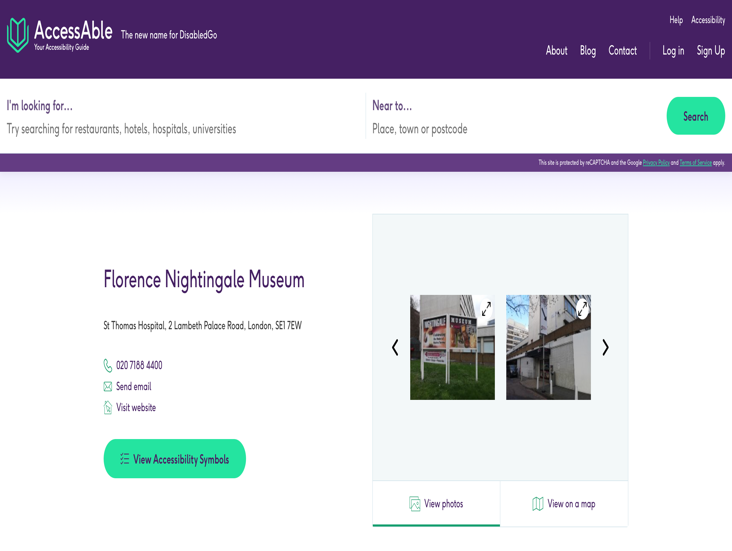 AccessAble
Your Accessibility Guide
The new name for DisabledGo
Help Accessibility
About Blog Contact Log in Sign Up
I'm looking for...
Try searching for restaurants, hotels, hospitals, universities
Near to...
Place, town or postcode
Search
This site is protected by reCAPTCHA and the Google Privacy Policy and Terms of Service apply.
Florence Nightingale Museum
St Thomas Hospital, 2 Lambeth Palace Road, London, SE1 7EW
020 7188 4400
Send email
Visit website
View Accessibility Symbols
NIGHTINGALE MUSEUM
View photos
View on a map